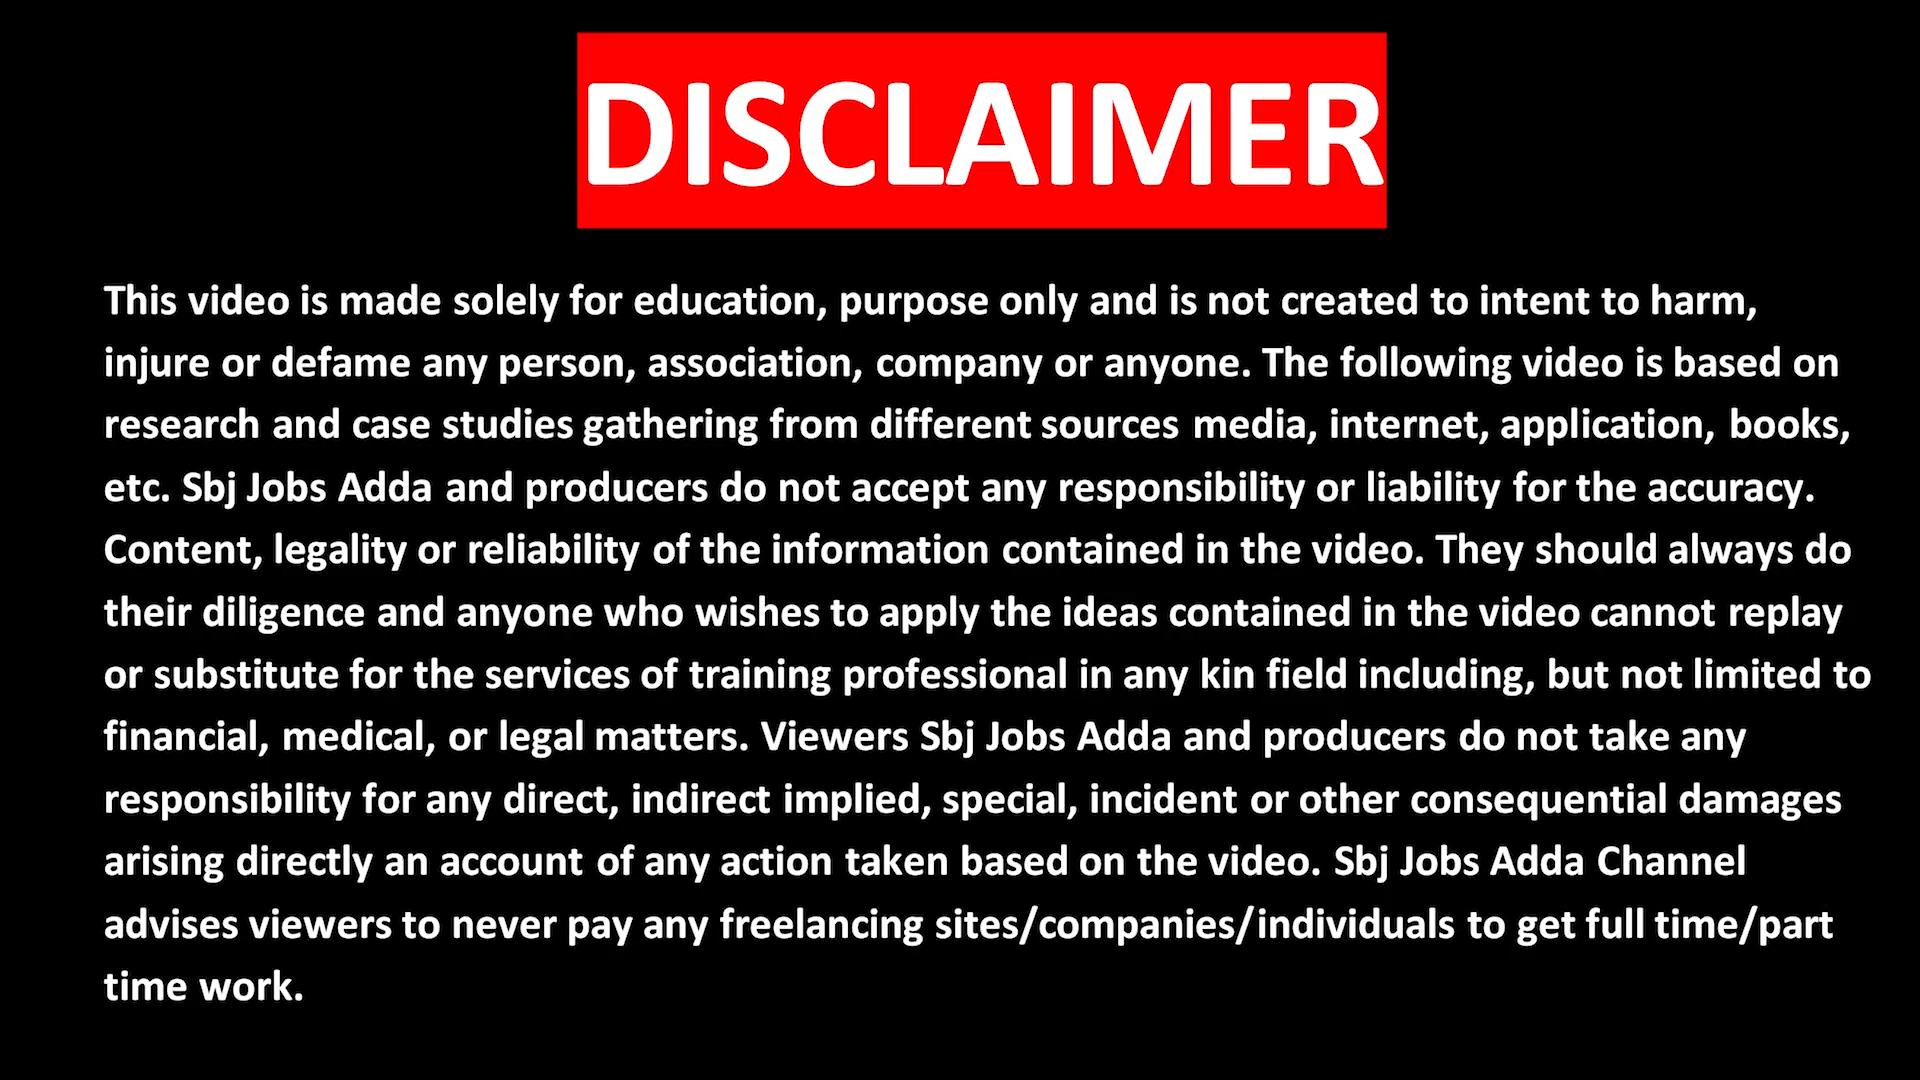 DISCLAIMER
This video is made solely for education, purpose only and is not created to intent to harm,
injure or defame any person, association, company or anyone. The following video is based on
research and case studies gathering from different sources media, internet, application, books,
etc. Sbj Jobs Adda and producers do not accept any responsibility or liability for the accuracy.
Content, legality or reliability of the information contained in the video. They should always do
their diligence and anyone who wishes to apply the ideas contained in the video cannot replay
or substitute for the services of training professional in any kin field including, but not limited to
financial, medical, or legal matters. Viewers Sbj Jobs Adda and producers do not take any
responsibility for any direct, indirect implied, special, incident or other consequential damages
arising directly an account of any action taken based on the video. Sbj Jobs Adda Channel
advises viewers to never pay any freelancing sites/companies/individuals to get full time/part
time work.